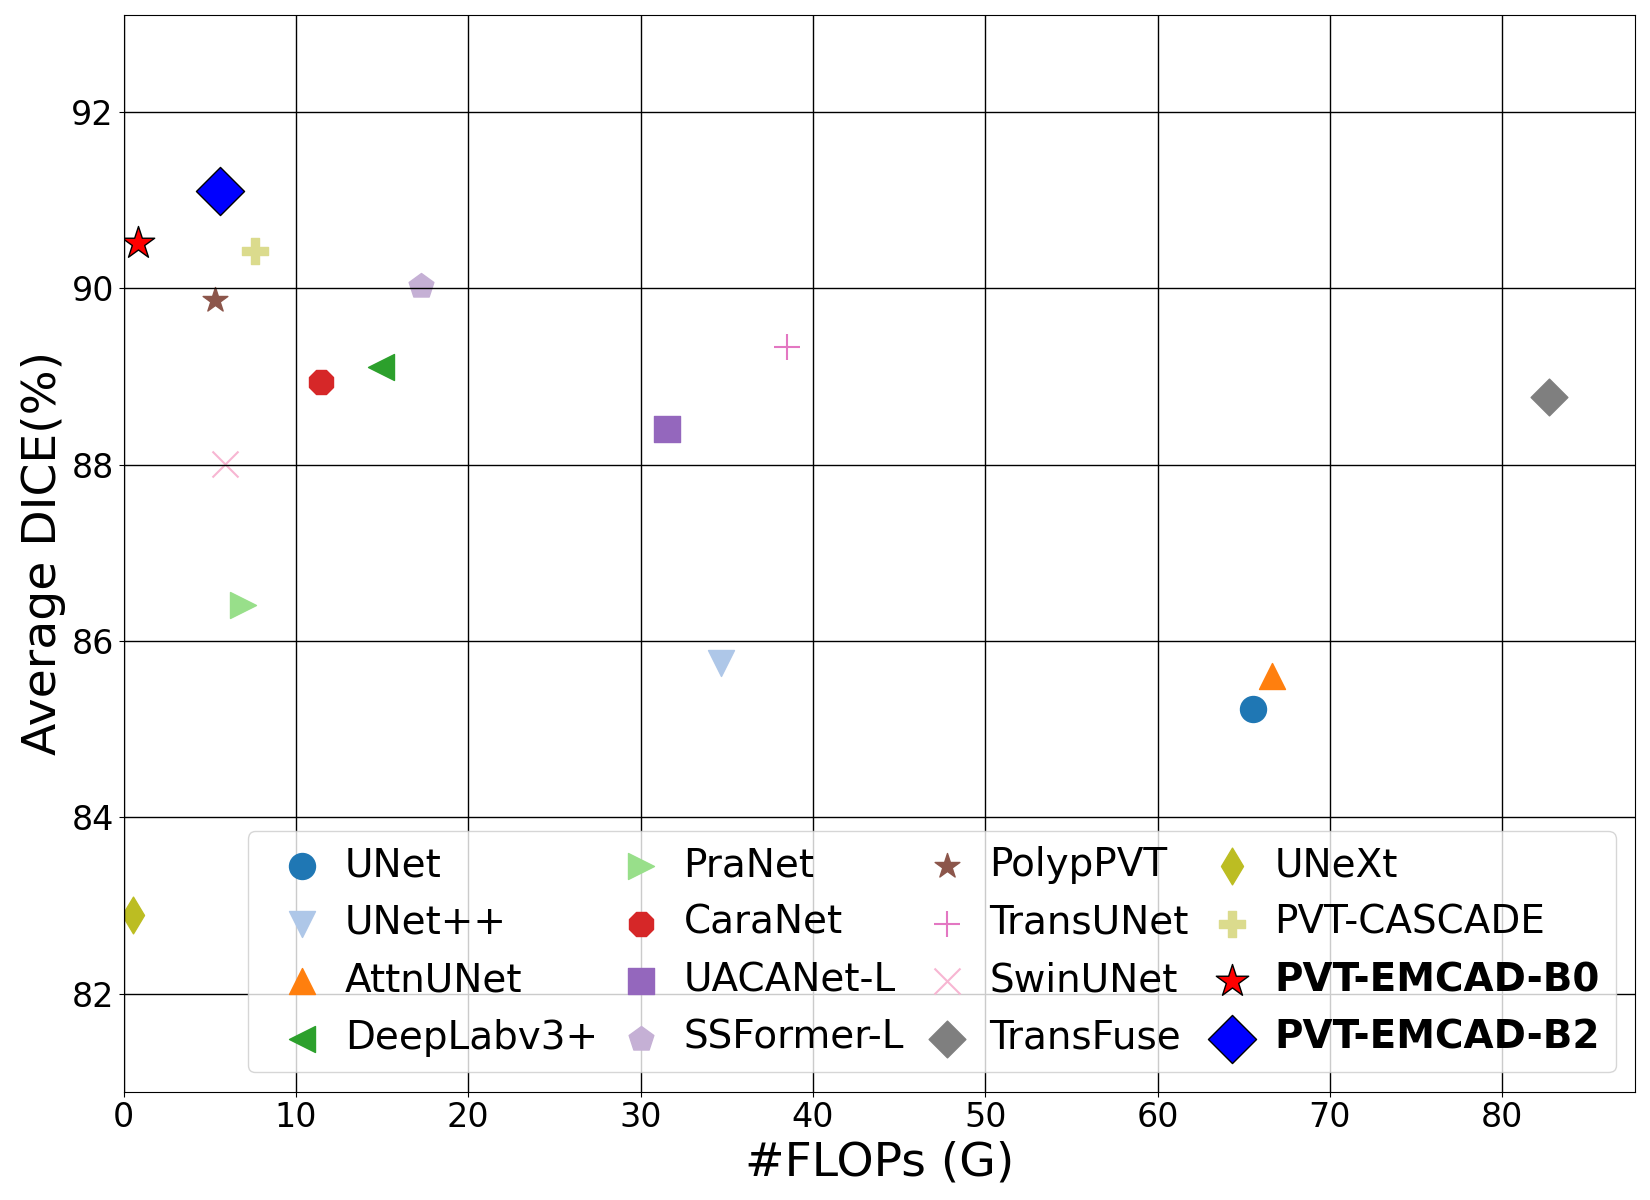 Average DICE(%)
92
90
88
86
84
82
UNet
UNet++
AttnUNet
DeepLabv3+
PraNet
CaraNet
UACANet-L
SSFormer-L
PolypPVT
TransUNet
SwinUNet
TransFuse
UNeXt
PVT-CASCADE
PVT-EMCAD-B0
PVT-EMCAD-B2
0 10 20 30 40 50 60 70 80
#FLOPs (G)